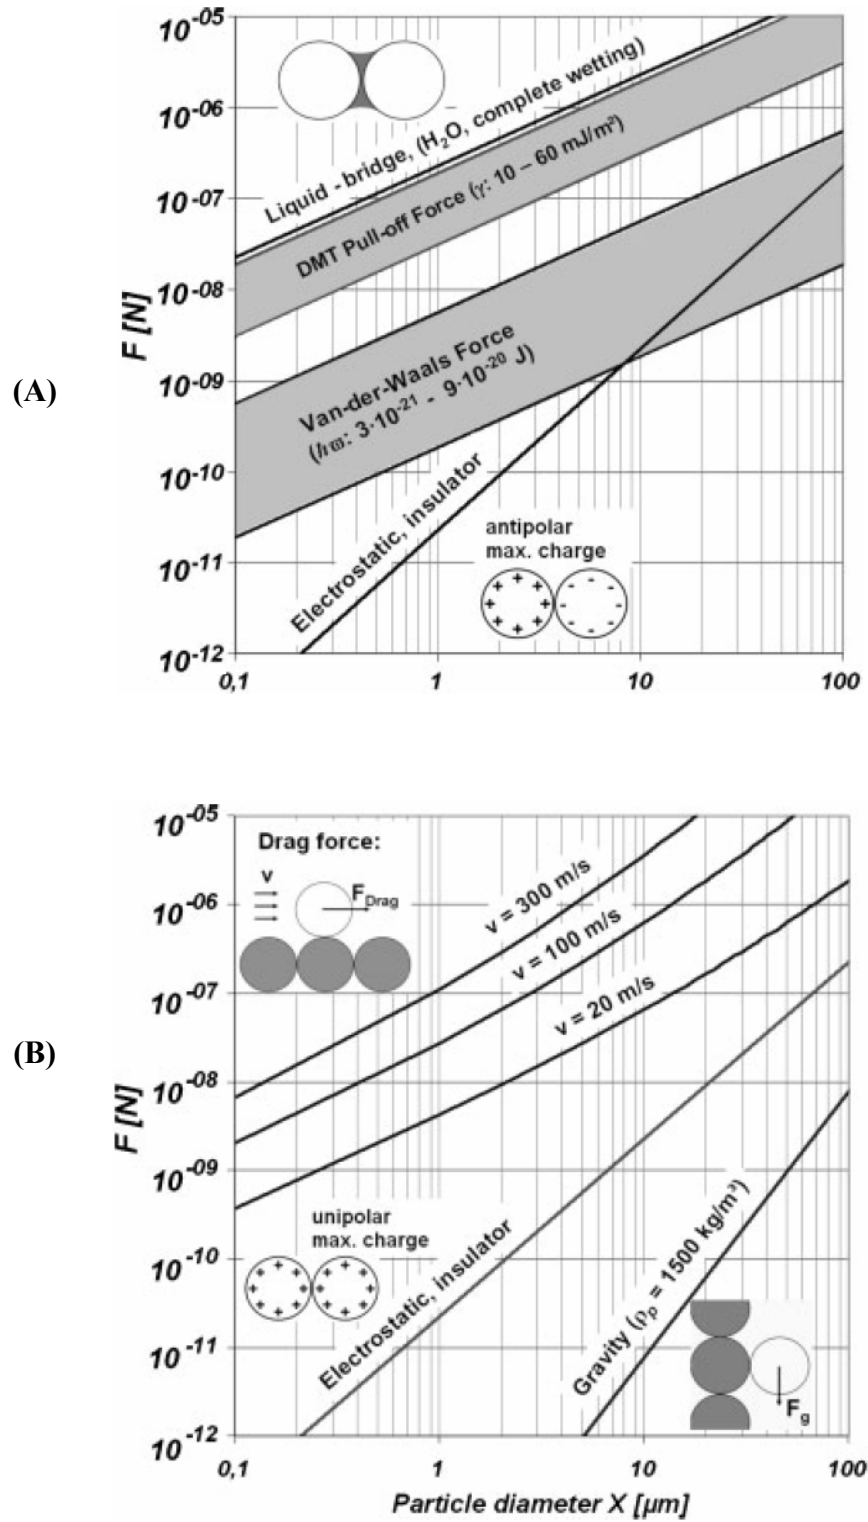 (A)
F [N]
10-05
10-06
10-07
10-08
10-09
10-10
10-11
10-12
0,1
1
10
100
Liquid - bridge, (H2O, complete wetting)
DMT Pull-off Force (γ: 10 – 60 mJ/m²)
Van-der-Waals Force
(ħϖ: 3·10-21 - 9·10-20 J)
Electrostatic, insulator
antipolar
max. charge
+ + + + + + + +
- - - - - - - -
(B)
F [N]
10-05
10-06
10-07
10-08
10-09
10-10
10-11
10-12
0,1
1
10
100
Particle diameter X [µm]
Drag force:
v
FDrag
v = 300 m/s
v = 100 m/s
v = 20 m/s
unipolar
max. charge
+ + + + + + + +
+ + + + + + + +
Electrostatic, insulator
Gravity (ρp = 1500 kg/m³)
Fg